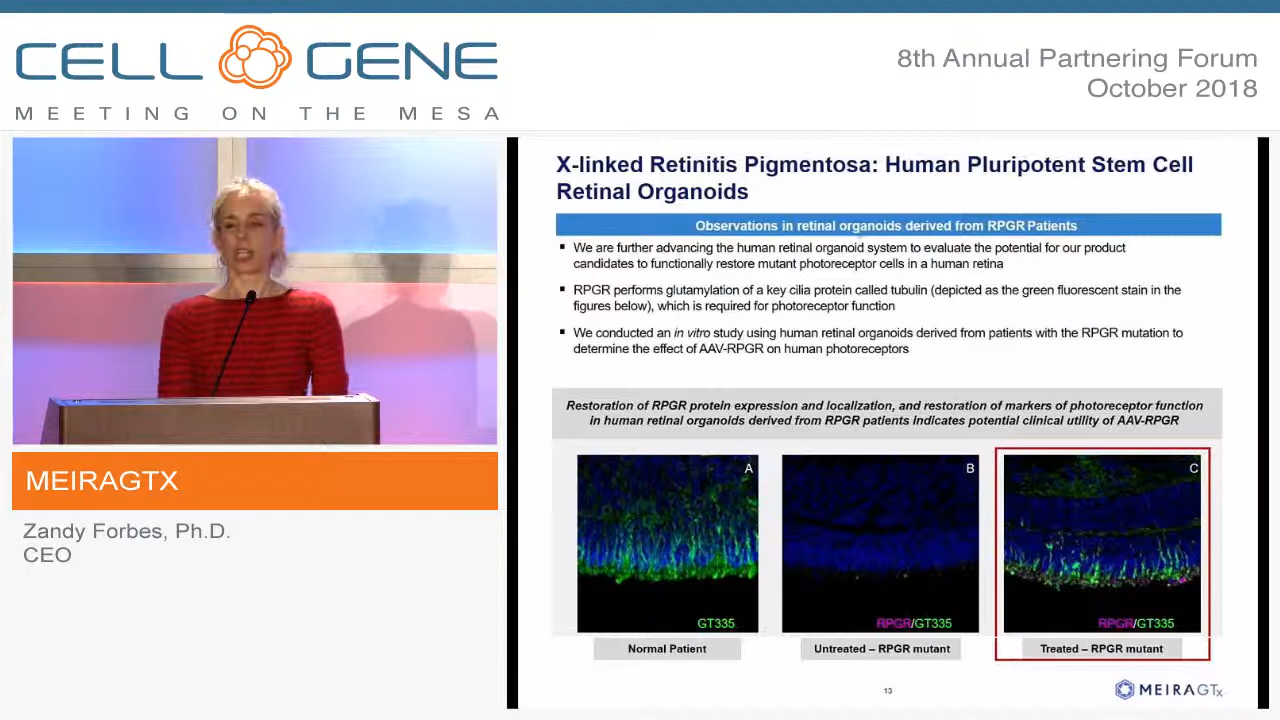 CELL GENE
MEETING ON THE MESA
8th Annual Partnering Forum
October 2018
X-linked Retinitis Pigmentosa: Human Pluripotent Stem Cell
Retinal Organoids
Observations in retinal organoids derived from RPGR Patients
▪ We are further advancing the human retinal organoid system to evaluate the potential for our product
candidates to functionally restore mutant photoreceptor cells in a human retina
▪ RPGR performs glutamylation of a key cilia protein called tubulin (depicted as the green fluorescent stain in the
figures below), which is required for photoreceptor function
▪ We conducted an in vitro study using human retinal organoids derived from patients with the RPGR mutation to
determine the effect of AAV-RPGR on human photoreceptors
Restoration of RPGR protein expression and localization, and restoration of markers of photoreceptor function
in human retinal organoids derived from RPGR patients indicates potential clinical utility of AAV-RPGR
A
B
C
GT335
RPGR/GT335
RPGR/GT335
Normal Patient
Untreated – RPGR mutant
Treated – RPGR mutant
13
MEIRAGTx
MEIRAGTX
Zandy Forbes, Ph.D.
CEO